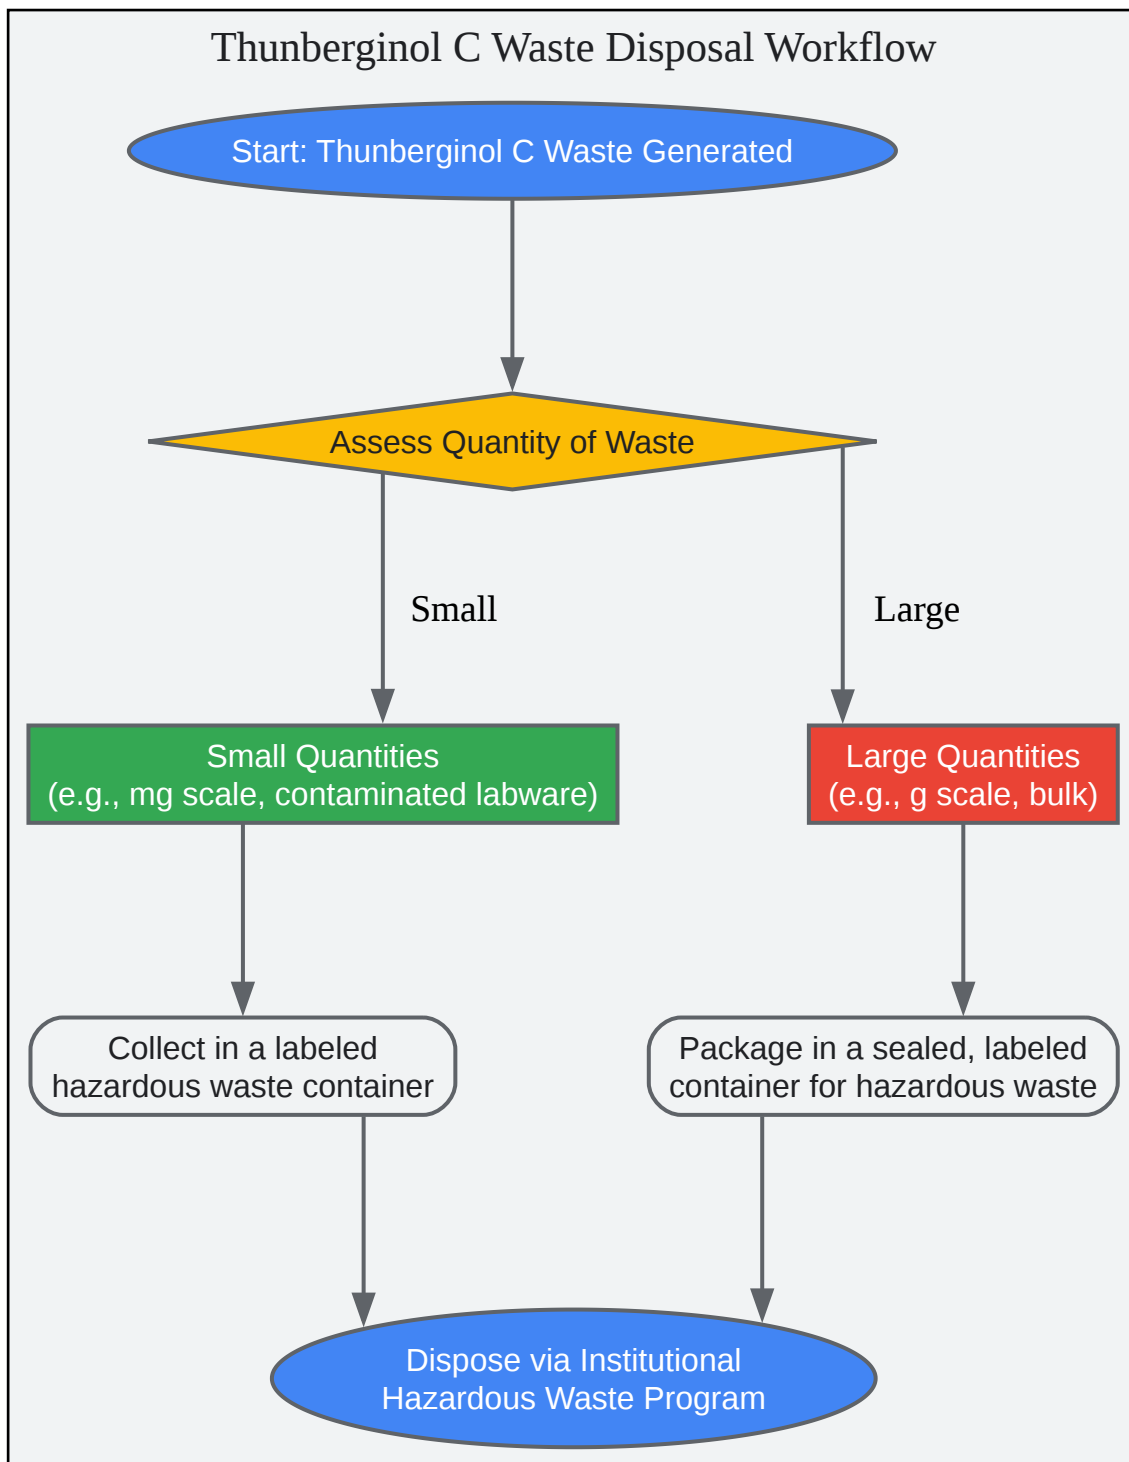 Thunberginol C Waste Disposal Workflow
Start: Thunberginol C Waste Generated
Assess Quantity of Waste
Small
Large
Small Quantities
(e.g., mg scale, contaminated labware)
Large Quantities
(e.g., g scale, bulk)
Collect in a labeled
hazardous waste container
Package in a sealed, labeled
container for hazardous waste
Dispose via Institutional
Hazardous Waste Program